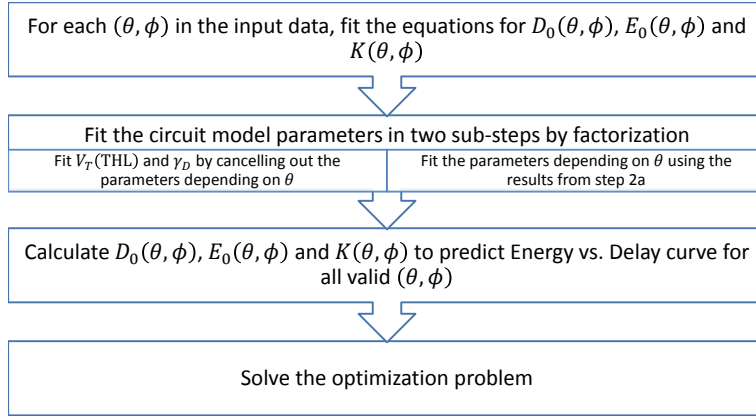 For each (θ, ϕ) in the input data, fit the equations for D₀(θ, ϕ), E₀(θ, ϕ) and
K(θ, ϕ)
Fit the circuit model parameters in two sub-steps by factorization
Fit V_T(THL) and γ_D by cancelling out the
parameters depending on θ
Fit the parameters depending on θ using the
results from step 2a
Calculate D₀(θ, ϕ), E₀(θ, ϕ) and K(θ, ϕ) to predict Energy vs. Delay curve for
all valid (θ, ϕ)
Solve the optimization problem